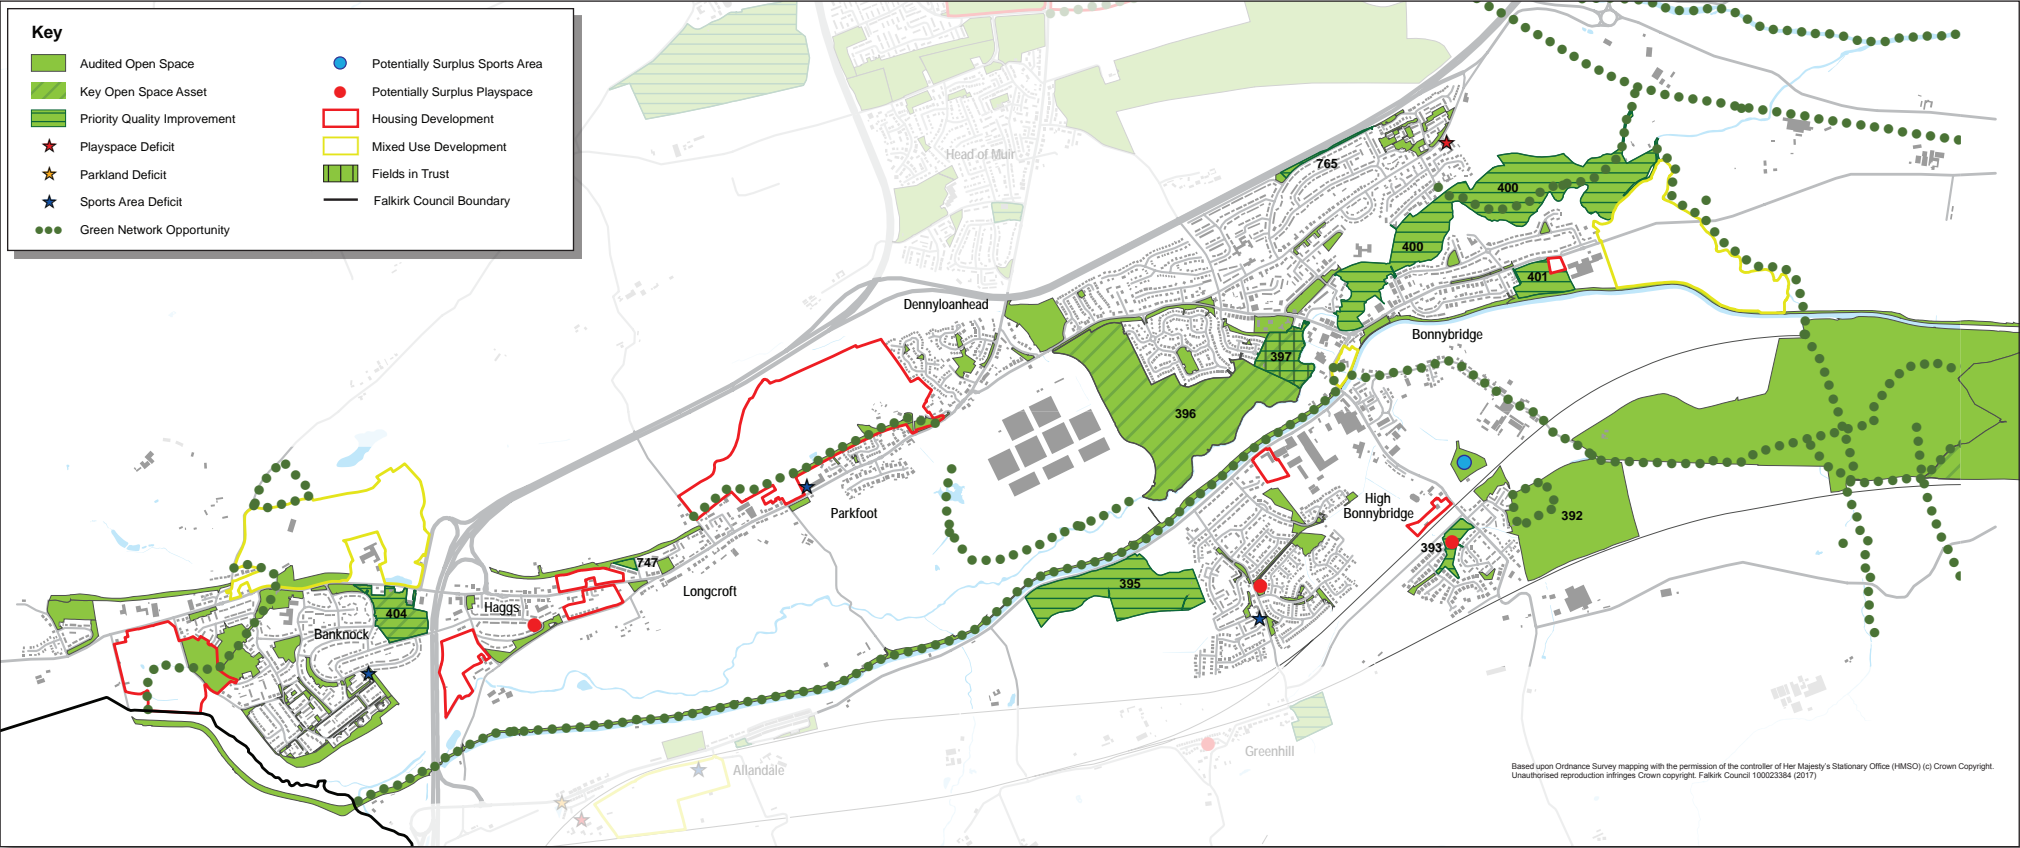 Key
Audited Open Space
Key Open Space Asset
Priority Quality Improvement
Playspace Deficit
Parkland Deficit
Sports Area Deficit
Green Network Opportunity
Potentially Surplus Sports Area
Potentially Surplus Playspace
Housing Development
Mixed Use Development
Fields in Trust
Falkirk Council Boundary
Head of Muir
765
400
400
401
Dennyloanhead
Bonnybridge
397
396
High
Bonnybridge
392
393
Parkfoot
747
Longcroft
395
Haggs
404
Banknock
Greenhill
Allandale
Based upon Ordnance Survey mapping with the permission of the controller of Her Majesty's Stationary Office (HMSO) (c) Crown Copyright.
Unauthorised reproduction infringes Crown copyright. Falkirk Council 100023384 (2017)